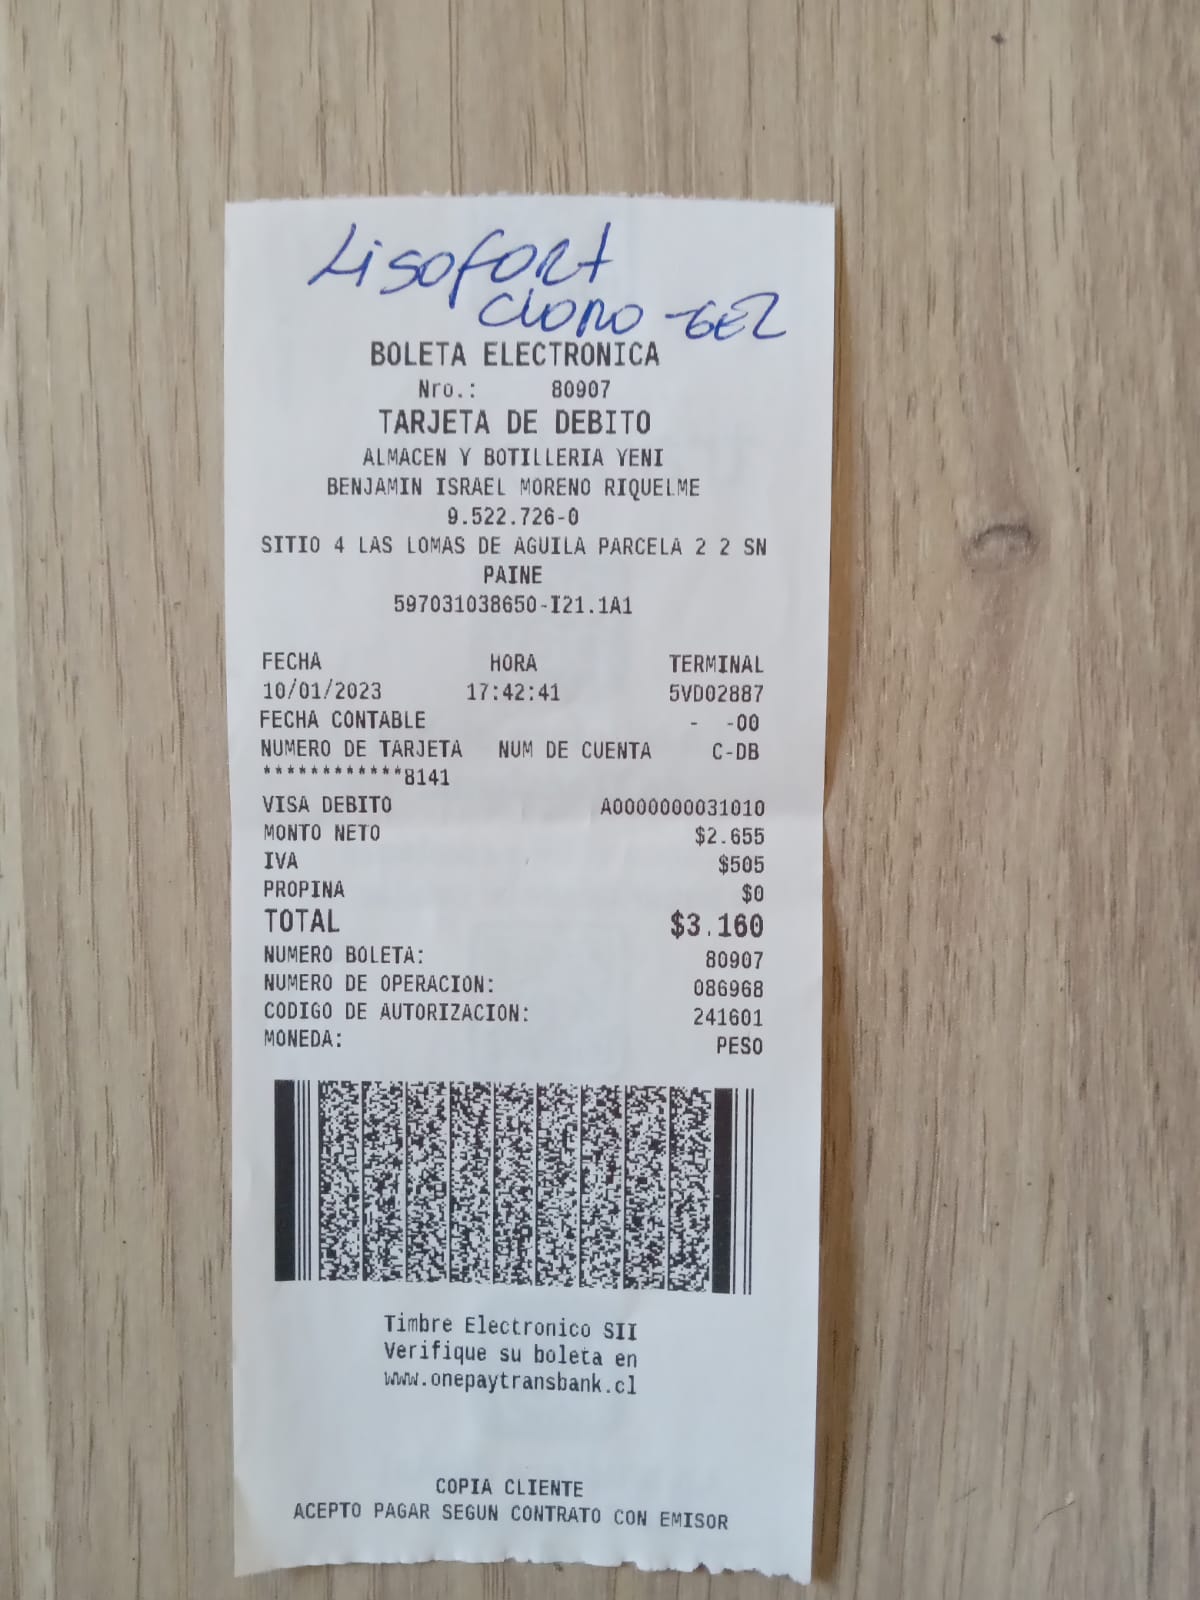 Lisofort
Cloro-Gel
BOLETA ELECTRONICA
Nro.: 80907
TARJETA DE DEBITO
ALMACEN Y BOTILLERIA YENI
BENJAMIN ISRAEL MORENO RIQUELME
9.522.726-0
SITIO 4 LAS LOMAS DE AGUILA PARCELA 2 2 SN
PAINE
597031038650-I21.1A1
FECHA HORA TERMINAL
10/01/2023 17:42:41 5VD02887
FECHA CONTABLE - -00
NUMERO DE TARJETA NUM DE CUENTA C-DB
************8141
VISA DEBITO A0000000031010
MONTO NETO $2.655
IVA $505
PROPINA $0
TOTAL $3.160
NUMERO BOLETA: 80907
NUMERO DE OPERACION: 086968
CODIGO DE AUTORIZACION: 241601
MONEDA: PESO
Timbre Electronico SII
Verifique su boleta en
www.onepaytransbank.cl
COPIA CLIENTE
ACEPTO PAGAR SEGUN CONTRATO CON EMISOR